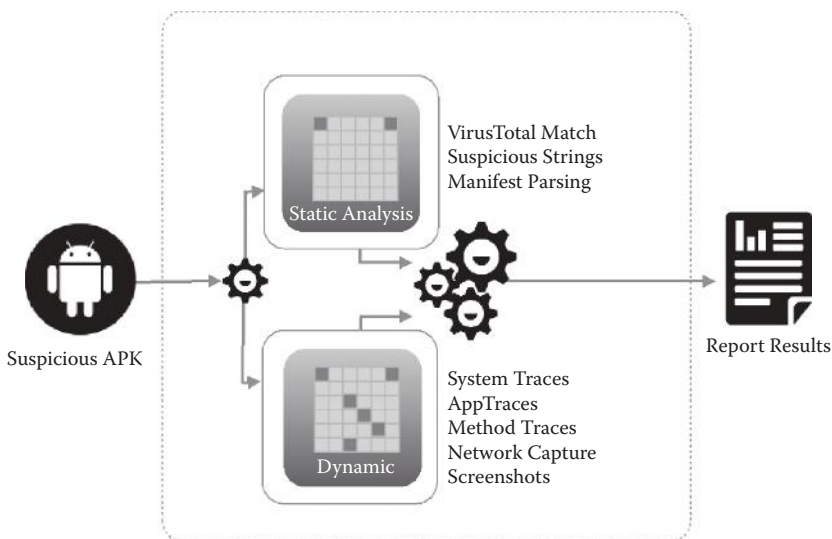 Suspicious APK
Static Analysis
VirusTotal Match
Suspicious Strings
Manifest Parsing
Dynamic
System Traces
AppTraces
Method Traces
Network Capture
Screenshots
Report Results